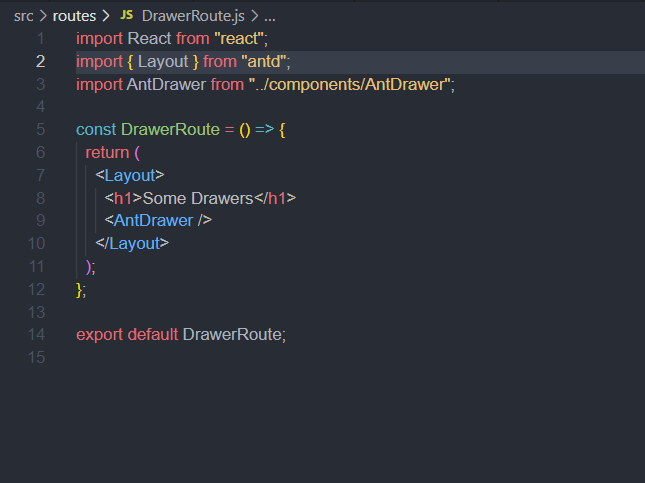 src > routes > JS DrawerRoute.js > ...
1 import React from "react";
2 import { Layout } from "antd";
3 import AntDrawer from "../components/AntDrawer";
4
5 const DrawerRoute = () => {
6   return (
7     <Layout>
8       <h1>Some Drawers</h1>
9       <AntDrawer />
10     </Layout>
11   );
12 };
13
14 export default DrawerRoute;
15